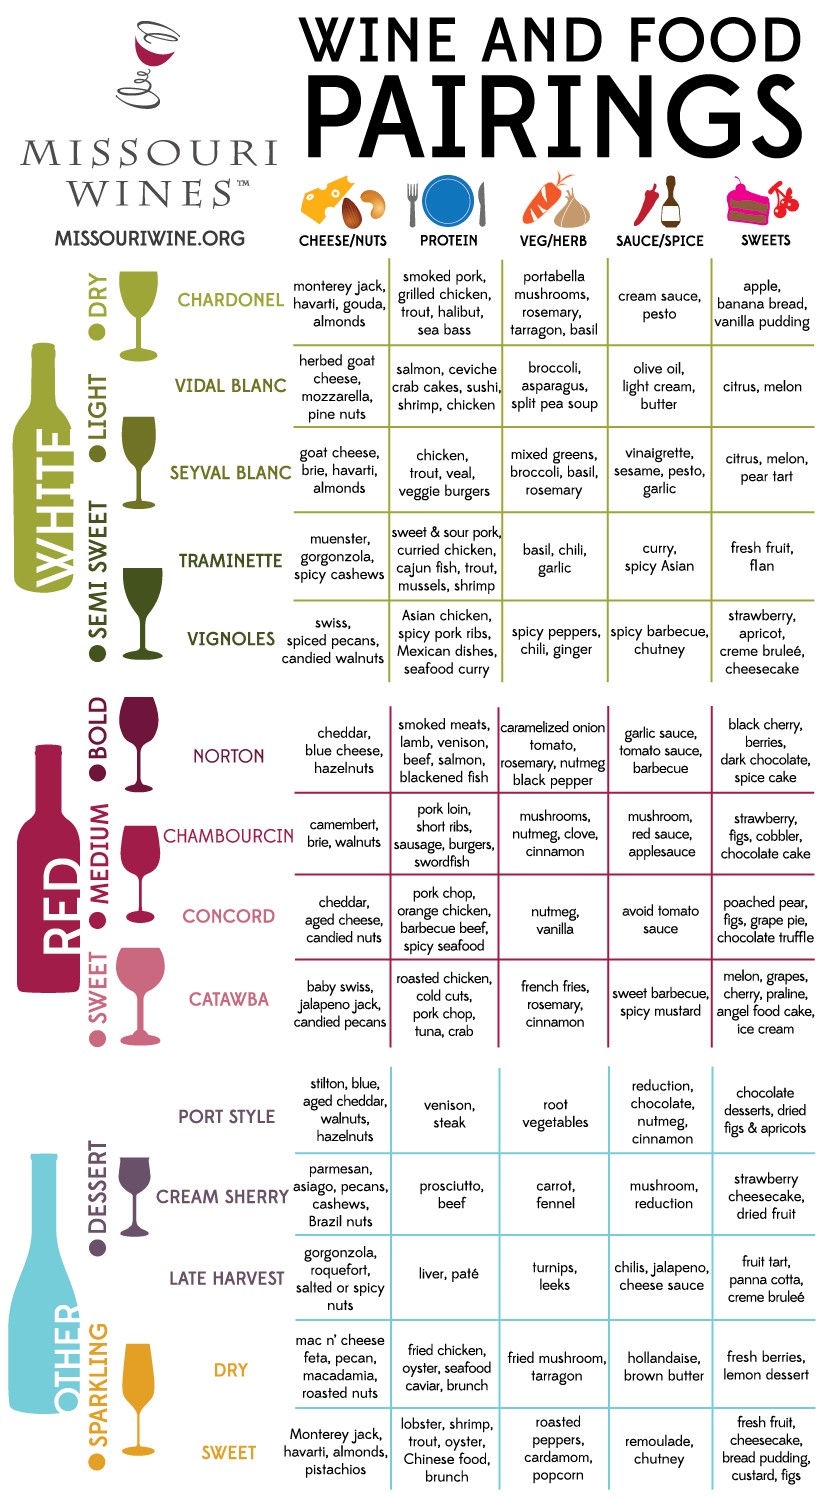 WINE AND FOOD
PAIRINGS
MISSOURI
WINES™
MISSOURIWINE.ORG
CHEESE/NUTS
PROTEIN
VEG/HERB
SAUCE/SPICE
SWEETS
WHITE
DRY
LIGHT
SEMI SWEET
CHARDONEL
monterey jack,
havarti, gouda,
almonds
smoked pork,
grilled chicken,
trout, halibut,
sea bass
portabella
mushrooms,
rosemary,
tarragon, basil
cream sauce,
pesto
apple,
banana bread,
vanilla pudding
VIDAL BLANC
herbed goat
cheese,
mozzarella,
pine nuts
salmon, ceviche
crab cakes, sushi,
shrimp, chicken
broccoli,
asparagus,
split pea soup
olive oil,
light cream,
butter
citrus, melon
SEYVAL BLANC
goat cheese,
brie, havarti,
almonds
chicken,
trout, veal,
veggie burgers
mixed greens,
broccoli, basil,
rosemary
vinaigrette,
sesame, pesto,
garlic
citrus, melon,
pear tart
TRAMINETTE
muenster,
gorgonzola,
spicy cashews
sweet & sour pork,
curried chicken,
cajun fish, trout,
mussels, shrimp
basil, chili,
garlic
curry,
spicy Asian
fresh fruit,
flan
VIGNOLES
swiss,
spiced pecans,
candied walnuts
Asian chicken,
spicy pork ribs,
Mexican dishes,
seafood curry
spicy peppers,
chili, ginger
spicy barbecue,
chutney
strawberry,
apricot,
creme bruleé,
cheesecake
RED
BOLD
MEDIUM
SWEET
NORTON
cheddar,
blue cheese,
hazelnuts
smoked meats,
lamb, venison,
beef, salmon,
blackened fish
caramelized onion
tomato,
rosemary, nutmeg
black pepper
garlic sauce,
tomato sauce,
barbecue
black cherry,
berries,
dark chocolate,
spice cake
CHAMBOURCIN
camembert,
brie, walnuts
pork loin,
short ribs,
sausage, burgers,
swordfish
mushrooms,
nutmeg, clove,
cinnamon
mushroom,
red sauce,
applesauce
strawberry,
figs, cobbler,
chocolate cake
CONCORD
cheddar,
aged cheese,
candied nuts
pork chop,
orange chicken,
barbecue beef,
spicy seafood
nutmeg,
vanilla
avoid tomato
sauce
poached pear,
figs, grape pie,
chocolate truffle
CATAWBA
baby swiss,
jalapeno jack,
candied pecans
roasted chicken,
cold cuts,
pork chop,
tuna, crab
french fries,
rosemary,
cinnamon
sweet barbecue,
spicy mustard
melon, grapes,
cherry, praline,
angel food cake,
ice cream
OTHER
DESSERT
SPARKLING
PORT STYLE
stilton, blue,
aged cheddar,
walnuts,
hazelnuts
venison,
steak
root
vegetables
reduction,
chocolate,
nutmeg,
cinnamon
chocolate
desserts, dried
figs & apricots
CREAM SHERRY
parmesan,
asiago, pecans,
cashews,
Brazil nuts
prosciutto,
beef
carrot,
fennel
mushroom,
reduction
strawberry
cheesecake,
dried fruit
LATE HARVEST
gorgonzola,
roquefort,
salted or spicy
nuts
liver, paté
turnips,
leeks
chilis, jalapeno,
cheese sauce
fruit tart,
panna cotta,
creme bruleé
DRY
mac n' cheese
feta, pecan,
macadamia,
roasted nuts
fried chicken,
oyster, seafood
caviar, brunch
fried mushroom,
tarragon
hollandaise,
brown butter
fresh berries,
lemon dessert
SWEET
Monterey jack,
havarti, almonds,
pistachios
lobster, shrimp,
trout, oyster,
Chinese food,
brunch
roasted
peppers,
cardamom,
popcorn
remoulade,
chutney
fresh fruit,
cheesecake,
bread pudding,
custard, figs